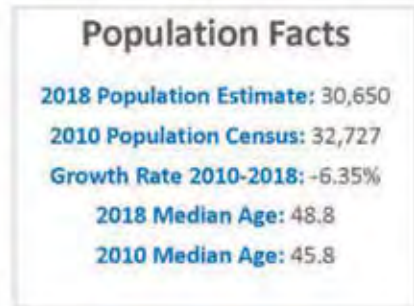 Population Facts
2018 Population Estimate: 30,650
2010 Population Census: 32,727
Growth Rate 2010-2018: -6.35%
2018 Median Age: 48.8
2010 Median Age: 45.8